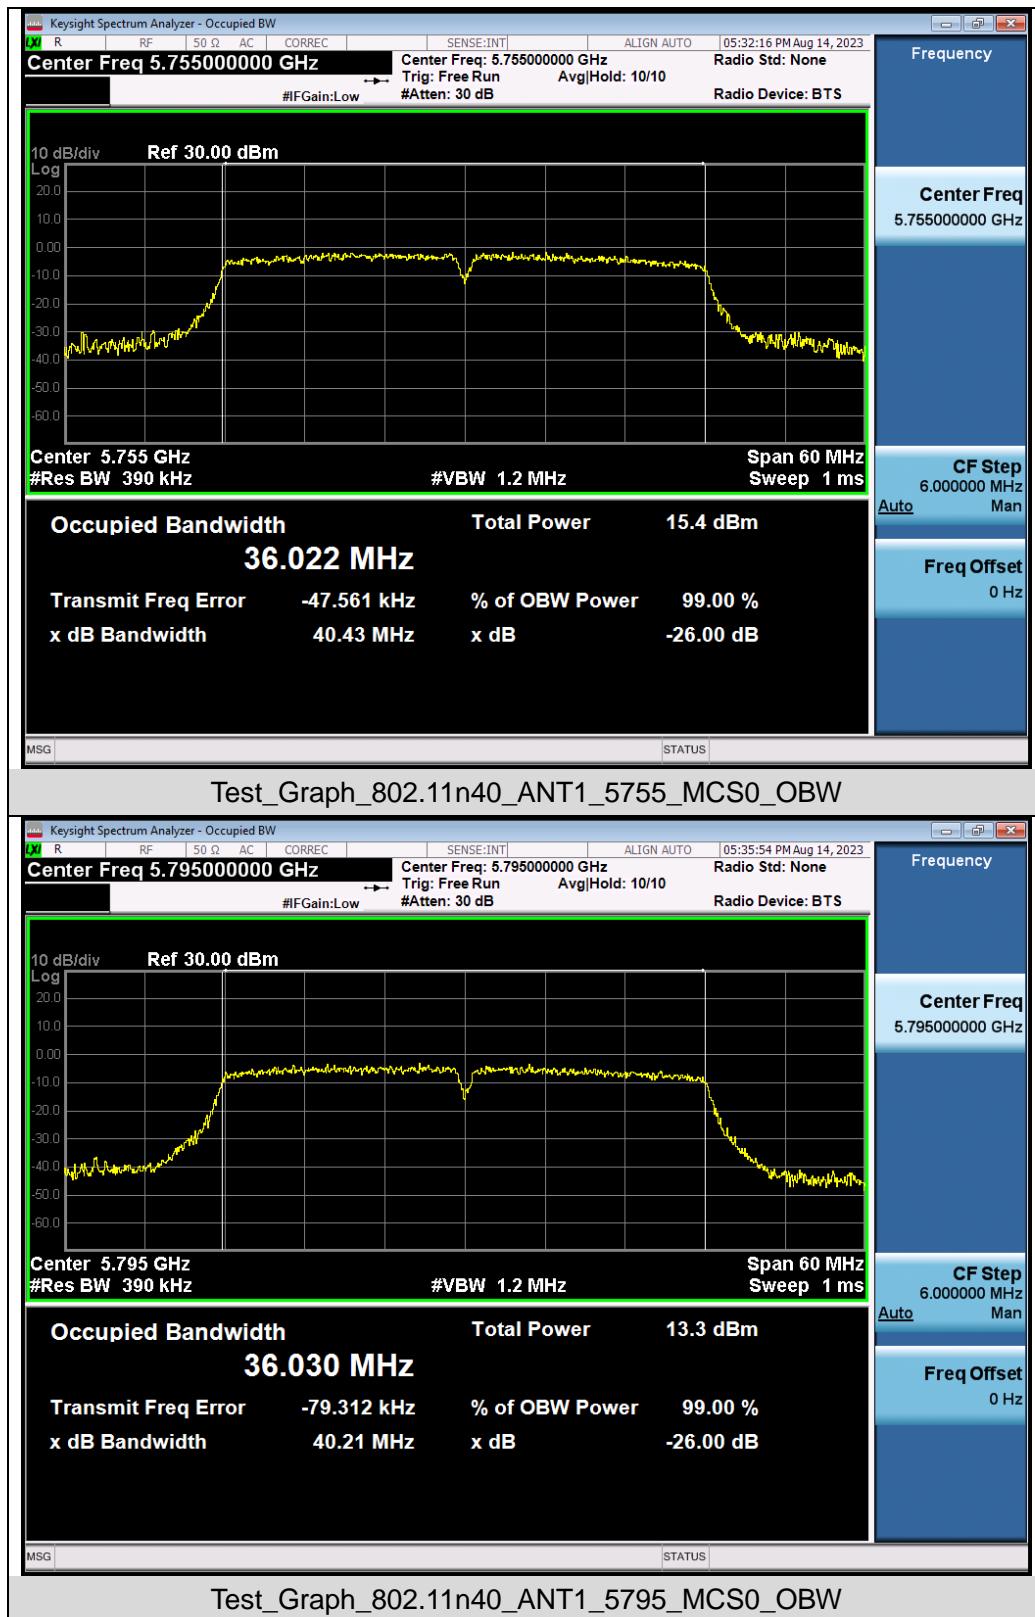 Keysight Spectrum Analyzer - Occupied BW
LXI R RF 50 Ω AC CORREC SENSE:INT ALIGN AUTO 05:32:16 PM Aug 14, 2023
Center Freq 5.755000000 GHz
Center Freq: 5.755000000 GHz
Radio Std: None
Trig: Free Run Avg|Hold: 10/10
#IFGain:Low
#Atten: 30 dB
Radio Device: BTS
Frequency
10 dB/div Ref 30.00 dBm
Log
20.0
10.0
0.00
-10.0
-20.0
-30.0
-40.0
-50.0
-60.0
Center 5.755 GHz Span 60 MHz
#Res BW 390 kHz #VBW 1.2 MHz Sweep 1 ms
Center Freq
5.755000000 GHz
CF Step
6.000000 MHz
Auto Man
Freq Offset
0 Hz
Occupied Bandwidth Total Power 15.4 dBm
36.022 MHz
Transmit Freq Error -47.561 kHz % of OBW Power 99.00 %
x dB Bandwidth 40.43 MHz x dB -26.00 dB
MSG STATUS
Test_Graph_802.11n40_ANT1_5755_MCS0_OBW
Keysight Spectrum Analyzer - Occupied BW
LXI R RF 50 Ω AC CORREC SENSE:INT ALIGN AUTO 05:35:54 PM Aug 14, 2023
Center Freq 5.795000000 GHz
Center Freq: 5.795000000 GHz
Radio Std: None
Trig: Free Run Avg|Hold: 10/10
#IFGain:Low
#Atten: 30 dB
Radio Device: BTS
Frequency
10 dB/div Ref 30.00 dBm
Log
20.0
10.0
0.00
-10.0
-20.0
-30.0
-40.0
-50.0
-60.0
Center 5.795 GHz Span 60 MHz
#Res BW 390 kHz #VBW 1.2 MHz Sweep 1 ms
Center Freq
5.795000000 GHz
CF Step
6.000000 MHz
Auto Man
Freq Offset
0 Hz
Occupied Bandwidth Total Power 13.3 dBm
36.030 MHz
Transmit Freq Error -79.312 kHz % of OBW Power 99.00 %
x dB Bandwidth 40.21 MHz x dB -26.00 dB
MSG STATUS
Test_Graph_802.11n40_ANT1_5795_MCS0_OBW